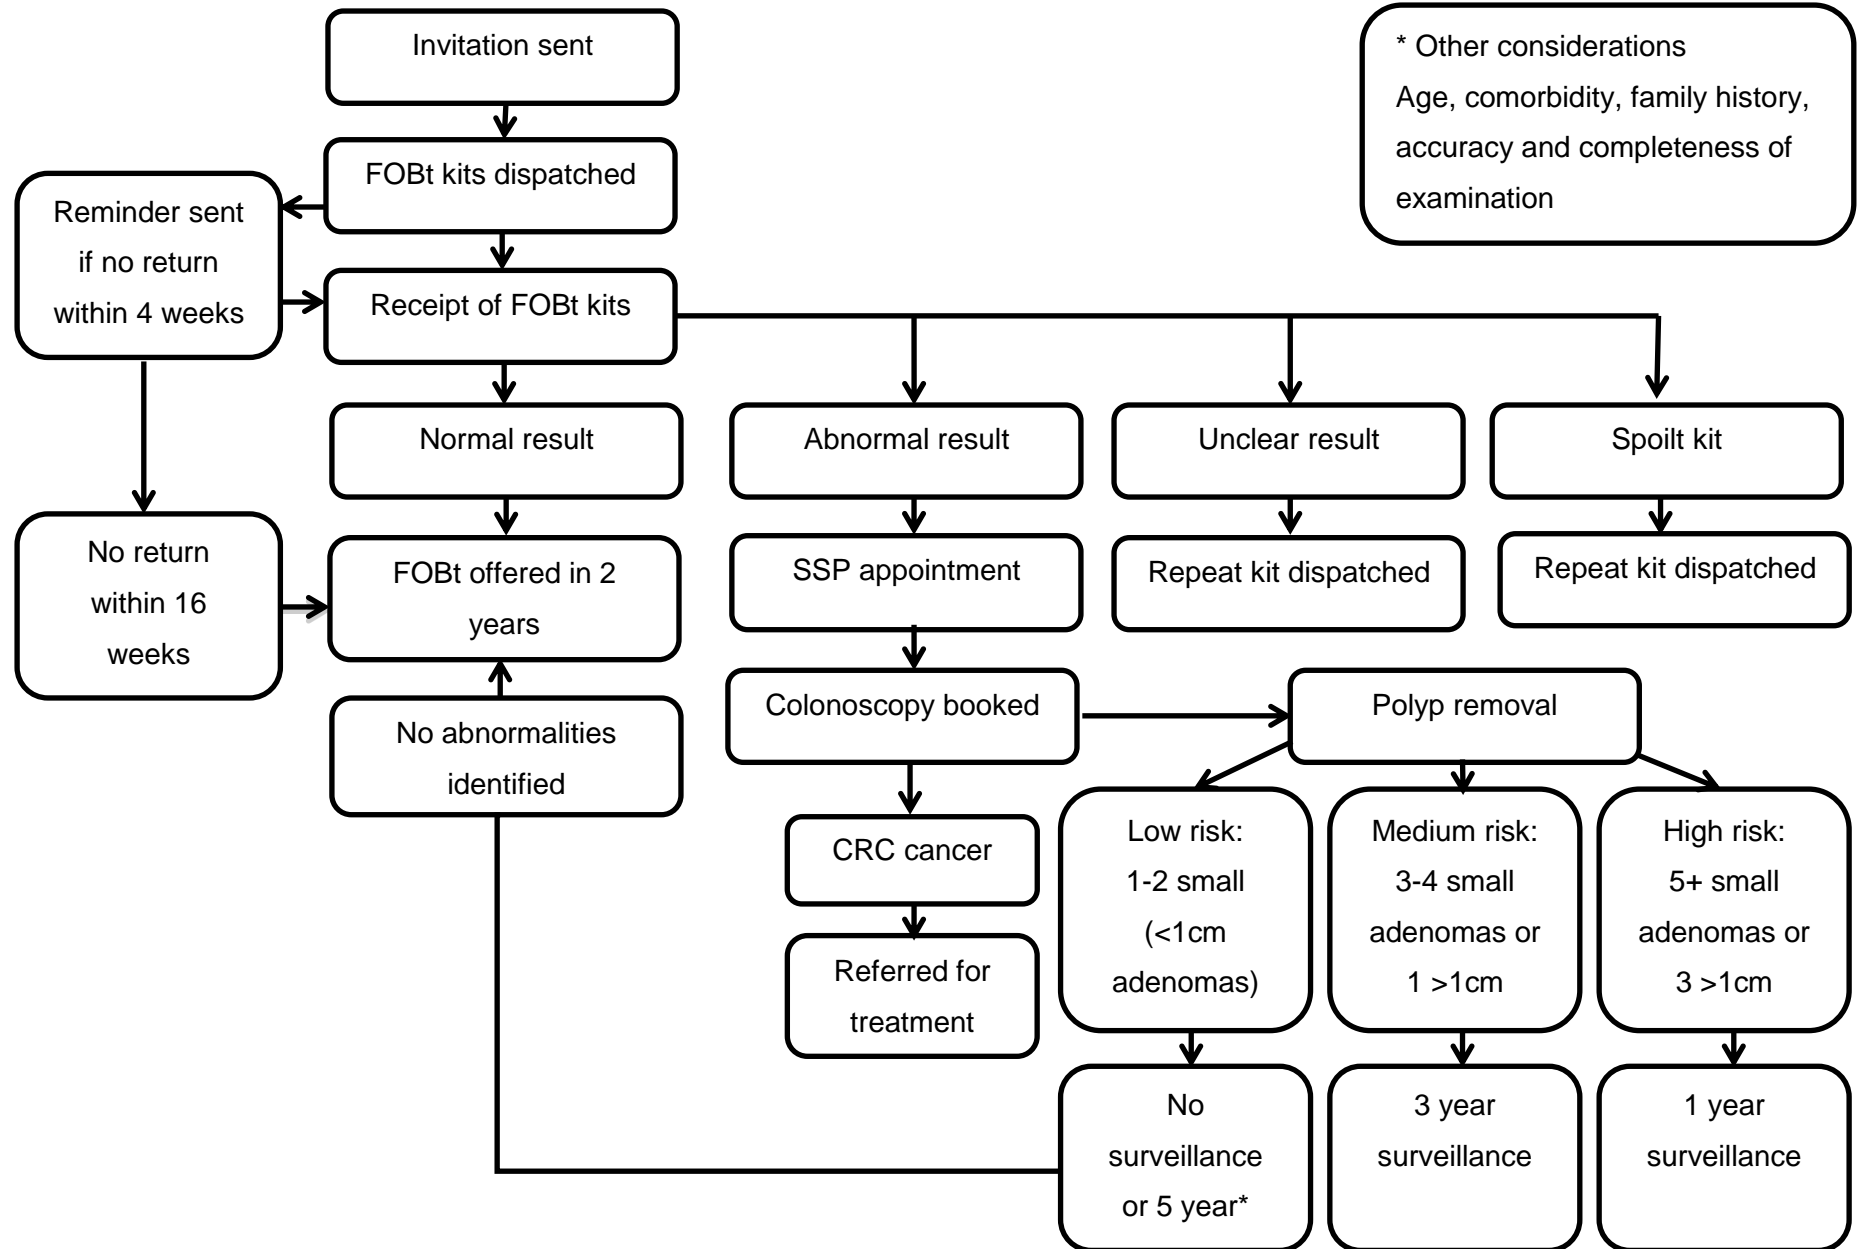 Invitation sent
* Other considerations
Age, comorbidity, family history,
accuracy and completeness of
examination
FOBt kits dispatched
Reminder sent
if no return
within 4 weeks
Receipt of FOBt kits
Normal result
Abnormal result
Unclear result
Spoilt kit
No return
within 16
weeks
FOBt offered in 2
years
SSP appointment
Repeat kit dispatched
Repeat kit dispatched
No abnormalities
identified
Colonoscopy booked
Polyp removal
CRC cancer
Referred for
treatment
Low risk:
1-2 small
(<1cm
adenomas)
Medium risk:
3-4 small
adenomas or
1 >1cm
High risk:
5+ small
adenomas or
3 >1cm
No
surveillance
or 5 year*
3 year
surveillance
1 year
surveillance